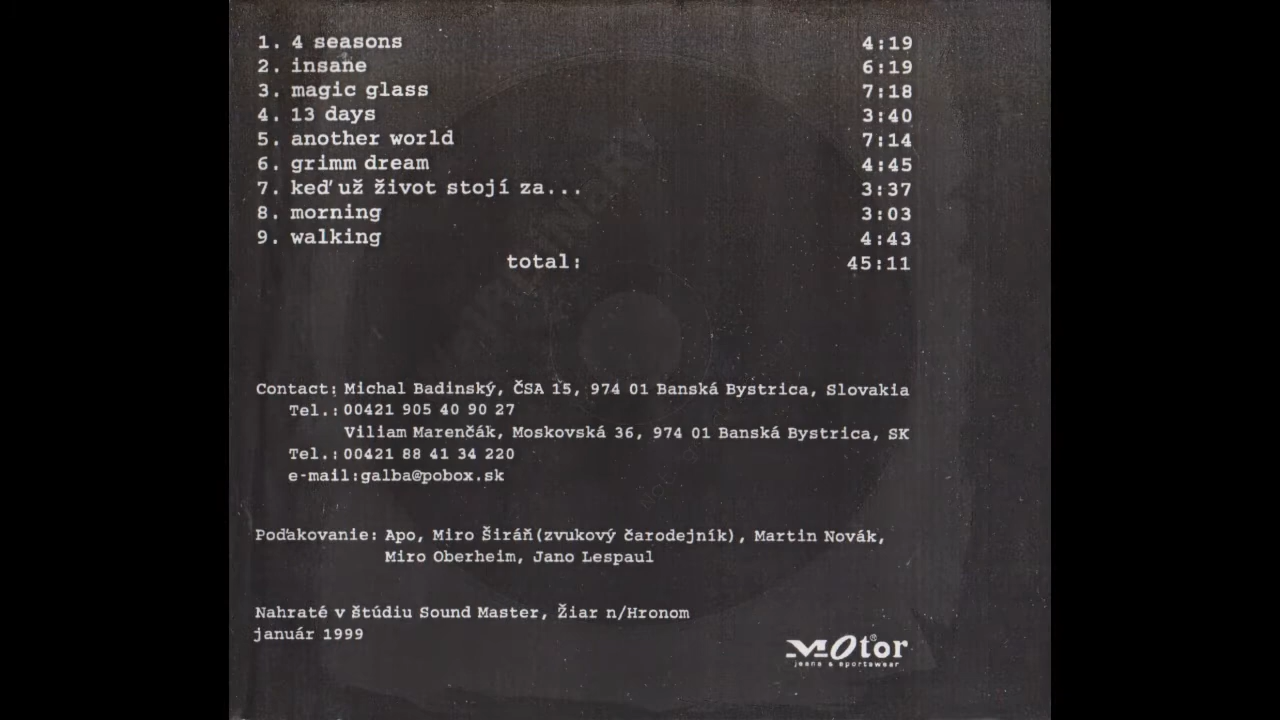 1. 4 seasons 4:19
2. insane 6:19
3. magic glass 7:18
4. 13 days 3:40
5. another world 7:14
6. grimm dream 4:45
7. keď už život stojí za... 3:37
8. morning 3:03
9. walking 4:43
total: 45:11
Contact: Michal Badinský, ČSA 15, 974 01 Banská Bystrica, Slovakia
Tel.: 00421 905 40 90 27
Viliam Marenčák, Moskovská 36, 974 01 Banská Bystrica, SK
Tel.: 00421 88 41 34 220
e-mail:galba@pobox.sk
Poďakovanie: Apo, Miro Širáň(zvukový čarodejník), Martin Novák,
Miro Oberheim, Jano Lespaul
Nahraté v štúdiu Sound Master, Žiar n/Hronom
január 1999
Motor®
jeans & sportswear